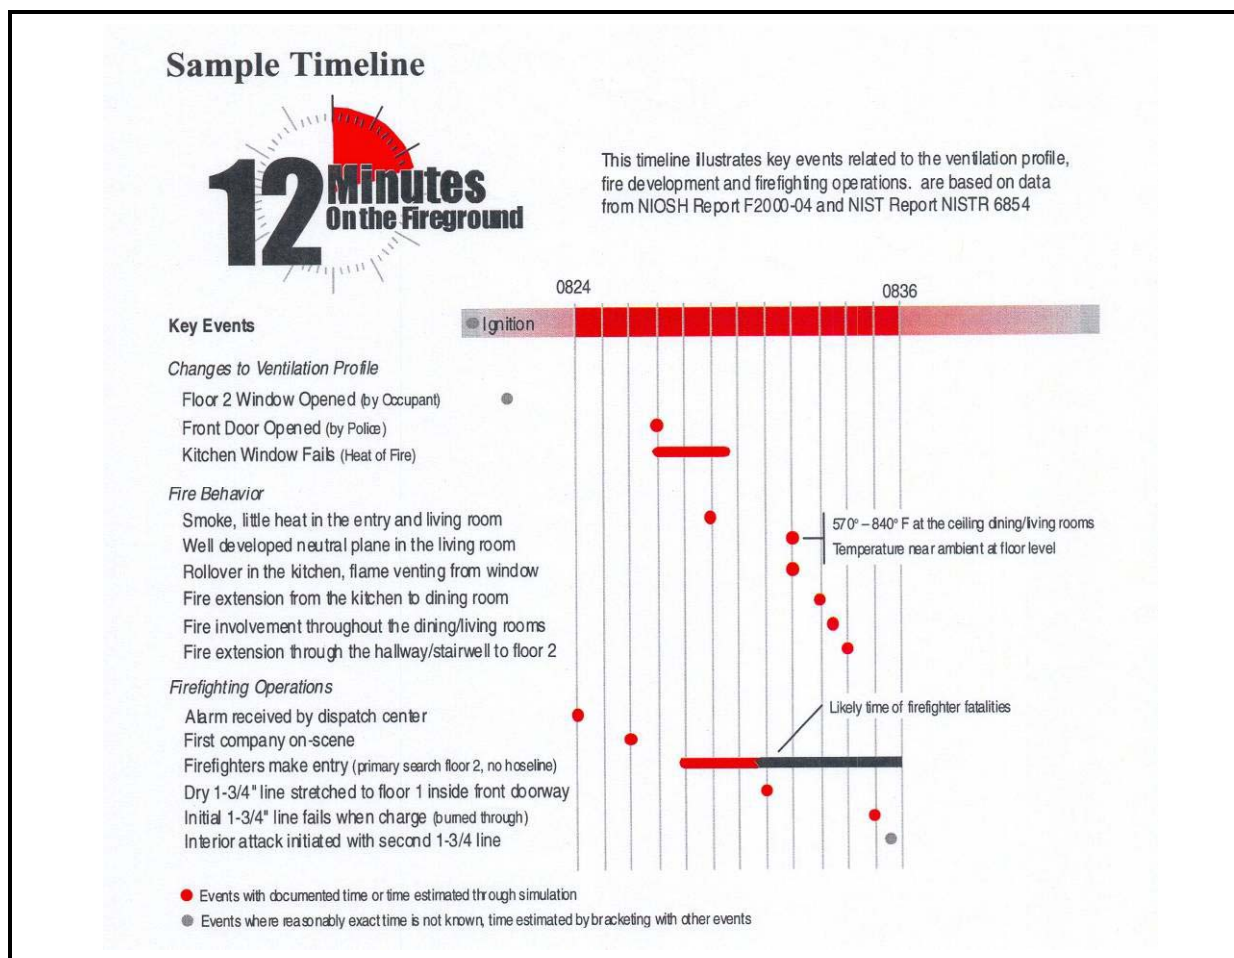 Sample Timeline
12 Minutes
On the Fireground
This timeline illustrates key events related to the ventilation profile,
fire development and firefighting operations. are based on data
from NIOSH Report F2000-04 and NIST Report NISTR 6854
0824
0836
Key Events
Ignition
Changes to Ventilation Profile
Floor 2 Window Opened (by Occupant)
Front Door Opened (by Police)
Kitchen Window Fails (Heat of Fire)
Fire Behavior
Smoke, little heat in the entry and living room
Well developed neutral plane in the living room
570° – 840° F at the ceiling dining/living rooms
Temperature near ambient at floor level
Rollover in the kitchen, flame venting from window
Fire extension from the kitchen to dining room
Fire involvement throughout the dining/living rooms
Fire extension through the hallway/stairwell to floor 2
Firefighting Operations
Likely time of firefighter fatalities
Alarm received by dispatch center
First company on-scene
Firefighters make entry (primary search floor 2, no hoseline)
Dry 1-3/4" line stretched to floor 1 inside front doorway
Initial 1-3/4" line fails when charge (burned through)
Interior attack initiated with second 1-3/4 line
Events with documented time or time estimated through simulation
Events where reasonably exact time is not known, time estimated by bracketing with other events